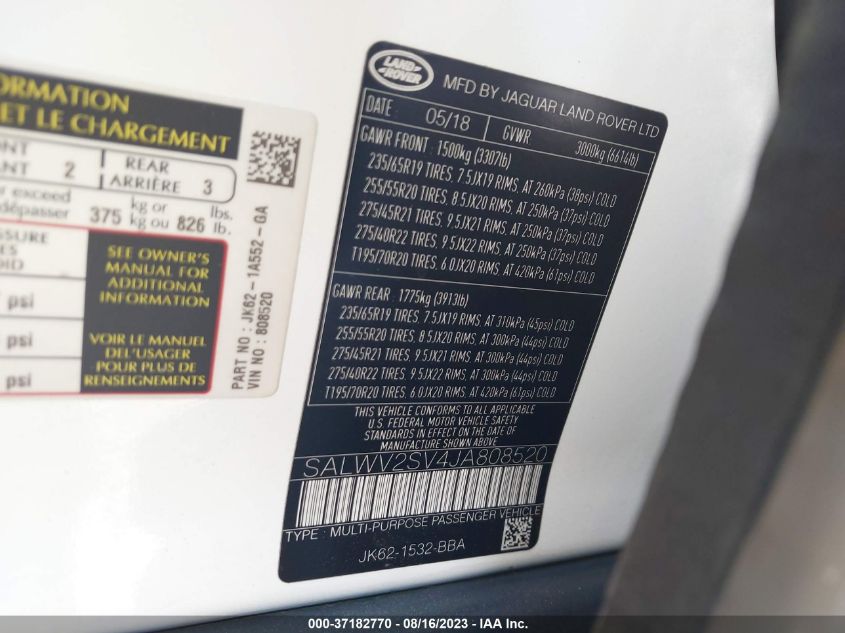 ORMATION
ET LE CHARGEMENT
ONT
ANT 2
REAR
ARRIÈRE 3
r exceed
dépasser 375 kg or
kg ou 826 lbs.
lb.
SSURE
ES
OID
SEE OWNER'S
MANUAL FOR
ADDITIONAL
INFORMATION
psi
psi
psi
VOIR LE MANUEL
DEL'USAGER
POUR PLUS DE
RENSEIGNEMENTS
PART NO : JK62-1A552-GA
VIN NO : 808520
LAND ROVER
MFD BY JAGUAR LAND ROVER LTD
DATE 05/18 GVWR 3000kg (6614lb)
GAWR FRONT : 1500kg (3307lb)
235/65R19 TIRES, 7.5JX19 RIMS, AT 260kPa (38psi) COLD
255/55R20 TIRES, 8.5JX20 RIMS, AT 250kPa (37psi) COLD
275/45R21 TIRES, 9.5JX21 RIMS, AT 250kPa (37psi) COLD
275/40R22 TIRES, 9.5JX22 RIMS, AT 250kPa (37psi) COLD
T195/70R20 TIRES, 6.0JX20 RIMS, AT 420kPa (61psi) COLD
GAWR REAR : 1775kg (3913lb)
235/65R19 TIRES, 7.5JX19 RIMS, AT 310kPa (45psi) COLD
255/55R20 TIRES, 8.5JX20 RIMS, AT 300kPa (44psi) COLD
275/45R21 TIRES, 9.5JX21 RIMS, AT 300kPa (44psi) COLD
275/40R22 TIRES, 9.5JX22 RIMS, AT 300kPa (44psi) COLD
T195/70R20 TIRES, 6.0JX20 RIMS, AT 420kPa (61psi) COLD
THIS VEHICLE CONFORMS TO ALL APPLICABLE
U.S. FEDERAL MOTOR VEHICLE SAFETY
STANDARDS IN EFFECT ON THE DATE OF
MANUFACTURE SHOWN ABOVE
SALWV2SV4JA808520
TYPE : MULTI-PURPOSE PASSENGER VEHICLE
JK62-1532-BBA
000-37182770 - 08/16/2023 - IAAI.com.